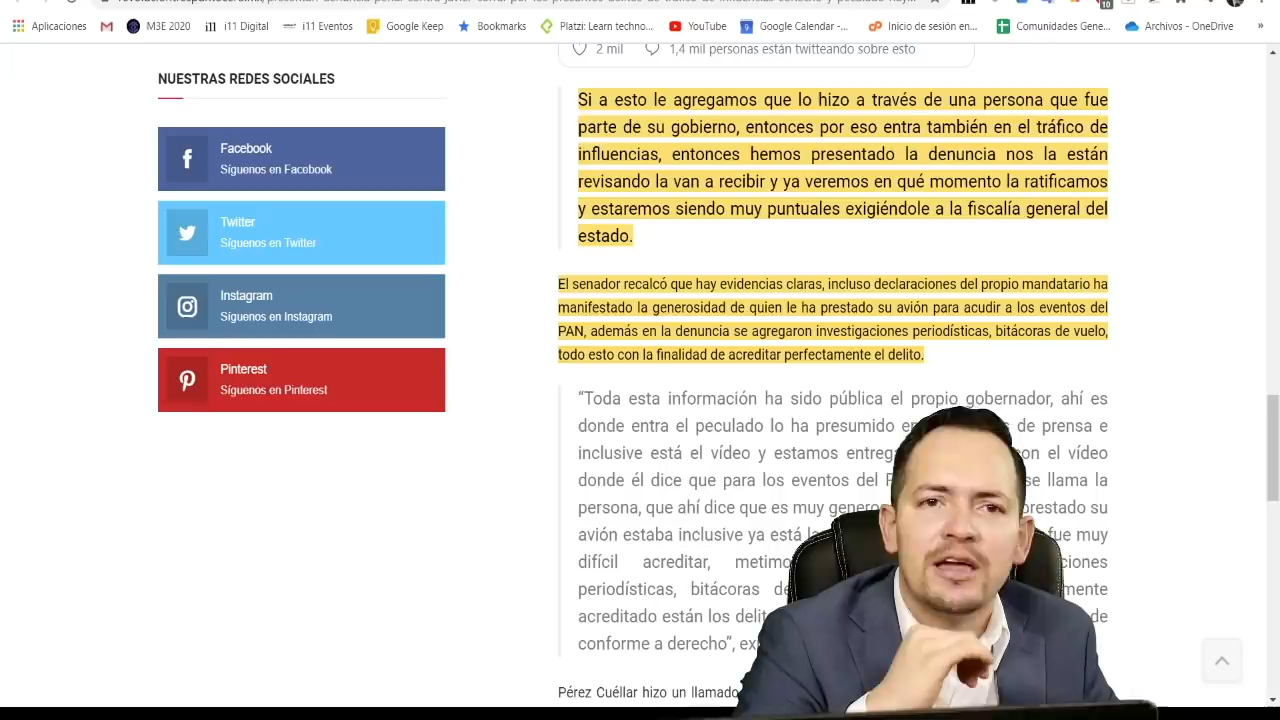 Aplicaciones
M3E 2020
i11 Digital
i11 Eventos
Google Keep
Bookmarks
Platzi: Learn techno...
YouTube
Google Calendar -...
Inicio de sesión en...
Comunidades Gene...
Archivos - OneDrive
»
2 mil
1,4 mil personas están twitteando sobre esto
NUESTRAS REDES SOCIALES
Facebook
Síguenos en Facebook
Twitter
Síguenos en Twitter
Instagram
Síguenos en Instagram
Pinterest
Síguenos en Pinterest
Si a esto le agregamos que lo hizo a través de una persona que fue
parte de su gobierno, entonces por eso entra también en el tráfico de
influencias, entonces hemos presentado la denuncia nos la están
revisando la van a recibir y ya veremos en qué momento la ratificamos
y estaremos siendo muy puntuales exigiéndole a la fiscalía general del
estado.
El senador recalcó que hay evidencias claras, incluso declaraciones del propio mandatario ha
manifestado la generosidad de quien le ha prestado su avión para acudir a los eventos del
PAN, además en la denuncia se agregaron investigaciones periodísticas, bitácoras de vuelo,
todo esto con la finalidad de acreditar perfectamente el delito.
“Toda esta información ha sido pública el propio gobernador, ahí es
donde entra el peculado lo ha presumido de prensa e
inclusive está el vídeo y estamos con el vídeo
donde él dice que para los eventos del se llama la
persona, que ahí dice que es muy prestado su
avión estaba inclusive ya está fue muy
difícil acreditar,
periodísticas, bitácoras
acreditado están los de
conforme a derecho”,
Pérez Cuéllar hizo un llamado